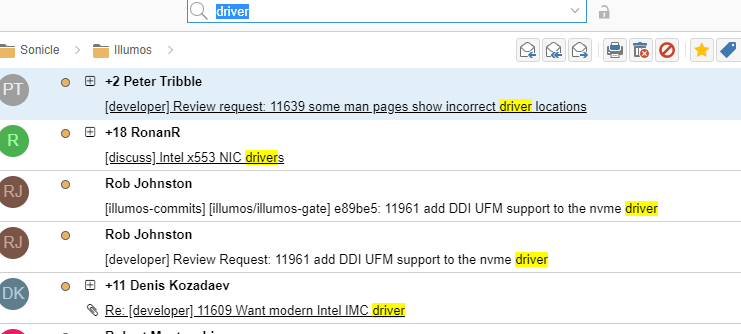 driver
Sonicle Illumos
PT +2 Peter Tribble
[developer] Review request: 11639 some man pages show incorrect driver locations
R +18 RonanR
[discuss] Intel x553 NIC drivers
RJ Rob Johnston
[illumos-commits] [illumos/illumos-gate] e89be5: 11961 add DDI UFM support to the nvme driver
RJ Rob Johnston
[developer] Review Request: 11961 add DDI UFM support to the nvme driver
DK +11 Denis Kozadaev
Re: [developer] 11609 Want modern Intel IMC driver